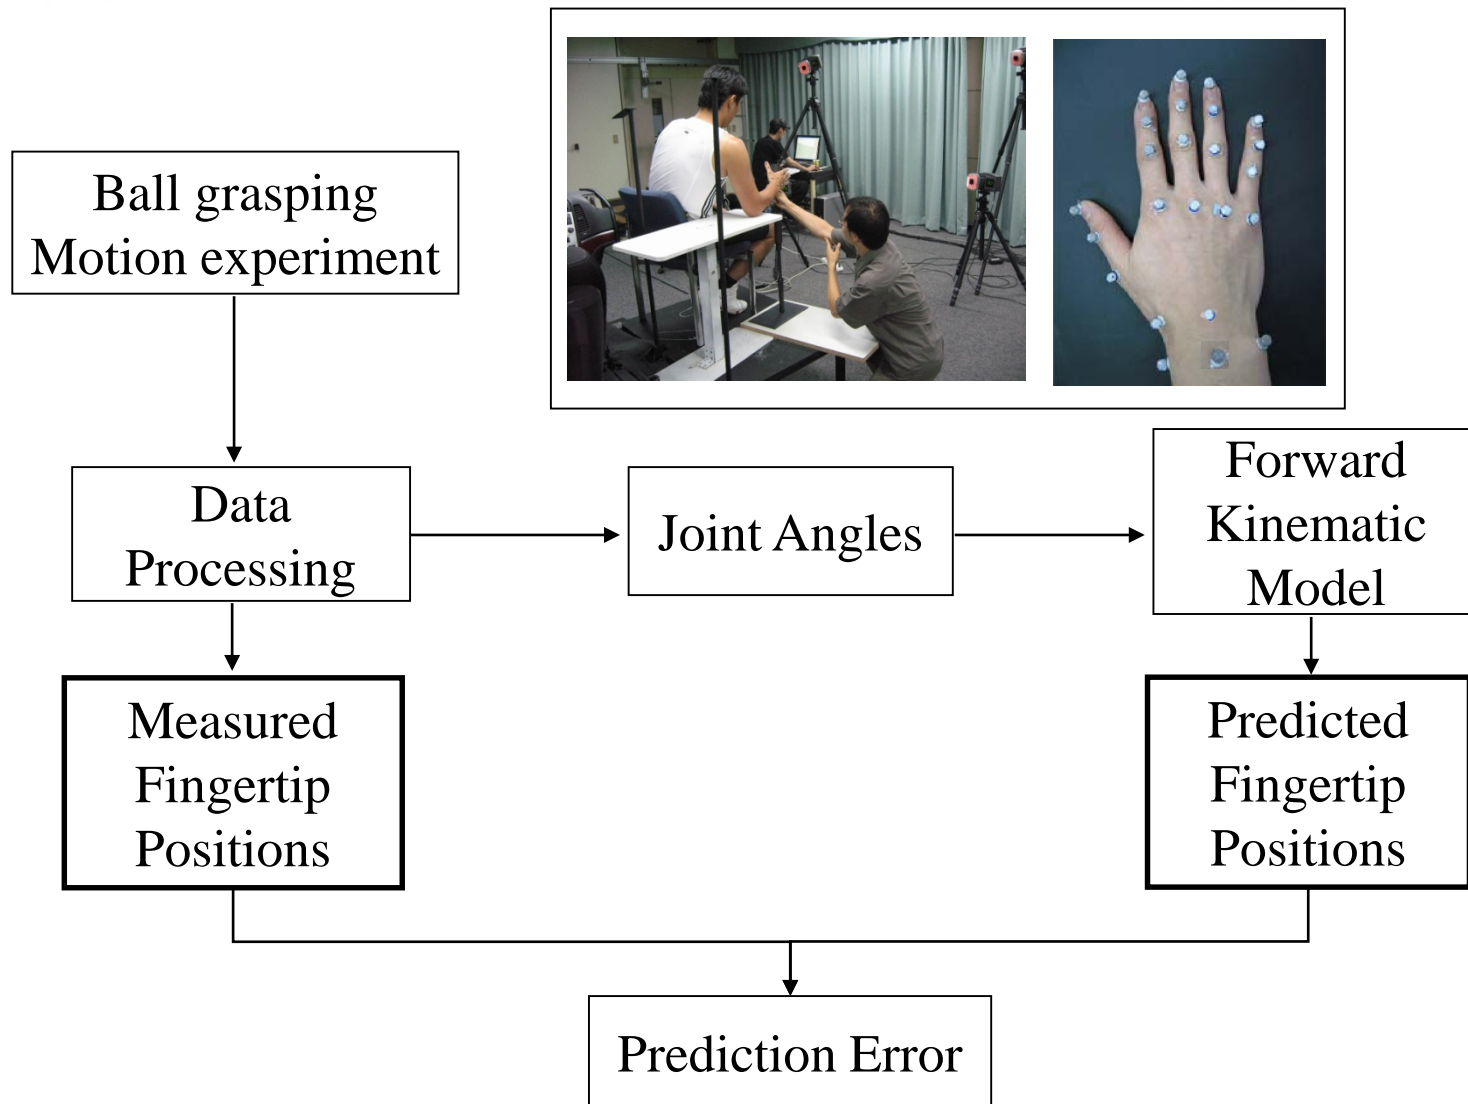 Ball grasping
Motion experiment
Data
Processing
Joint Angles
Forward
Kinematic
Model
Measured
Fingertip
Positions
Predicted
Fingertip
Positions
Prediction Error